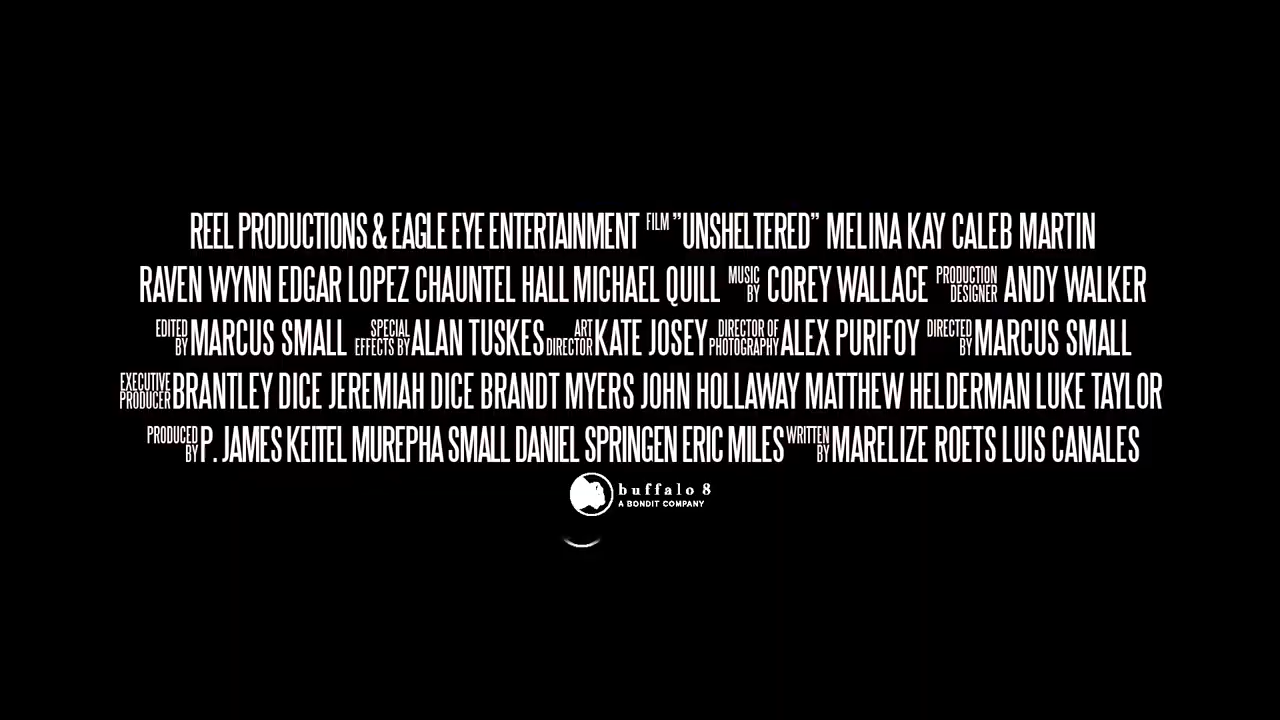 REEL PRODUCTIONS & EAGLE EYE ENTERTAINMENT FILM "UNSHELTERED" MELINA KAY CALEB MARTIN
RAVEN WYNN EDGAR LOPEZ CHAUNTEL HALL MICHAEL QUILL MUSIC BY COREY WALLACE PRODUCTION DESIGNER ANDY WALKER
EDITED BY MARCUS SMALL SPECIAL EFFECTS BY ALAN TUSKES ART DIRECTOR KATE JOSEY DIRECTOR OF PHOTOGRAPHY ALEX PURIFOY DIRECTED BY MARCUS SMALL
EXECUTIVE PRODUCER BRANTLEY DICE JEREMIAH DICE BRANDT MYERS JOHN HOLLAWAY MATTHEW HELDERMAN LUKE TAYLOR
PRODUCED BY P. JAMES KEITEL MUREPHA SMALL DANIEL SPRINGEN ERIC MILES WRITTEN BY MARELIZE ROETS LUIS CANALES
buffalo 8
A BONDIT COMPANY